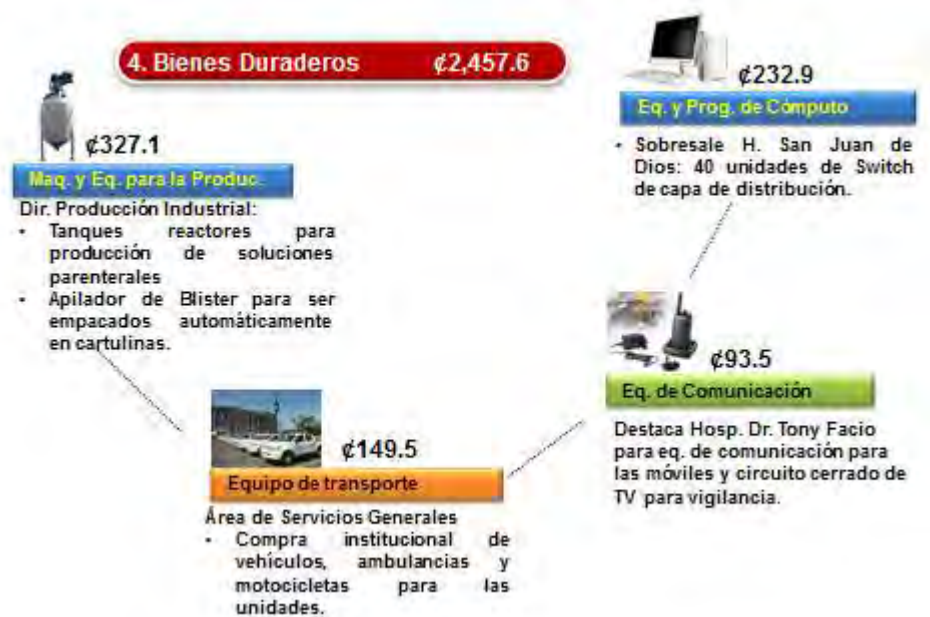 4. Bienes Duraderos ₡2,457.6
₡327.1
Maq. y Eq. para la Produc.
Dir. Producción Industrial:
• Tanques reactores para
producción de soluciones
parenterales
• Apilador de Blister para ser
empacados automáticamente
en cartulinas.
₡149.5
Equipo de transporte
Área de Servicios Generales
• Compra institucional de
vehículos, ambulancias y
motocicletas para las
unidades.
₡232.9
Eq. y Prog. de Cómputo
• Sobresale H. San Juan de
Dios: 40 unidades de Switch
de capa de distribución.
₡93.5
Eq. de Comunicación
Destaca Hosp. Dr. Tony Facio
para eq. de comunicación para
las móviles y circuito cerrado de
TV para vigilancia.